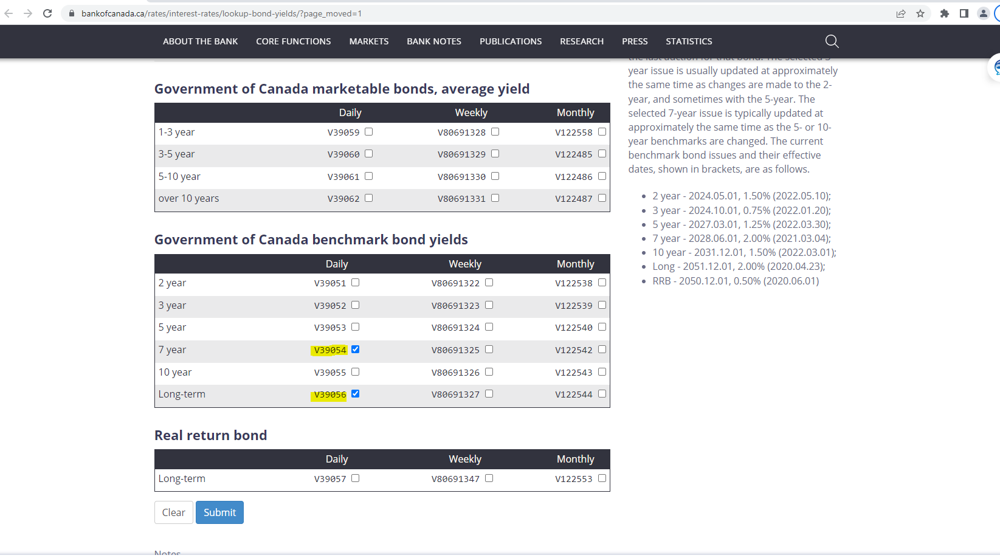 bankofcanada.ca/rates/interest-rates/lookup-bond-yields/?page_moved=1
ABOUT THE BANK CORE FUNCTIONS MARKETS BANK NOTES PUBLICATIONS RESEARCH PRESS STATISTICS
Government of Canada marketable bonds, average yield
Daily Weekly Monthly
1-3 year V39059 V80691328 V122558
3-5 year V39060 V80691329 V122485
5-10 year V39061 V80691330 V122486
over 10 years V39062 V80691331 V122487
Government of Canada benchmark bond yields
Daily Weekly Monthly
2 year V39051 V80691322 V122538
3 year V39052 V80691323 V122539
5 year V39053 V80691324 V122540
7 year V39054 V80691325 V122542
10 year V39055 V80691326 V122543
Long-term V39056 V80691327 V122544
Real return bond
Daily Weekly Monthly
Long-term V39057 V80691347 V122553
Clear Submit
Notes
the last auction for that bond. The selected 3-
year issue is usually updated at approximately
the same time as changes are made to the 2-
year, and sometimes with the 5-year. The
selected 7-year issue is typically updated at
approximately the same time as the 5- or 10-
year benchmarks are changed. The current
benchmark bond issues and their effective
dates, shown in brackets, are as follows.
• 2 year - 2024.05.01, 1.50% (2022.05.10);
• 3 year - 2024.10.01, 0.75% (2022.01.20);
• 5 year - 2027.03.01, 1.25% (2022.03.30);
• 7 year - 2028.06.01, 2.00% (2021.03.04);
• 10 year - 2031.12.01, 1.50% (2022.03.01);
• Long - 2051.12.01, 2.00% (2020.04.23);
• RRB - 2050.12.01, 0.50% (2020.06.01)